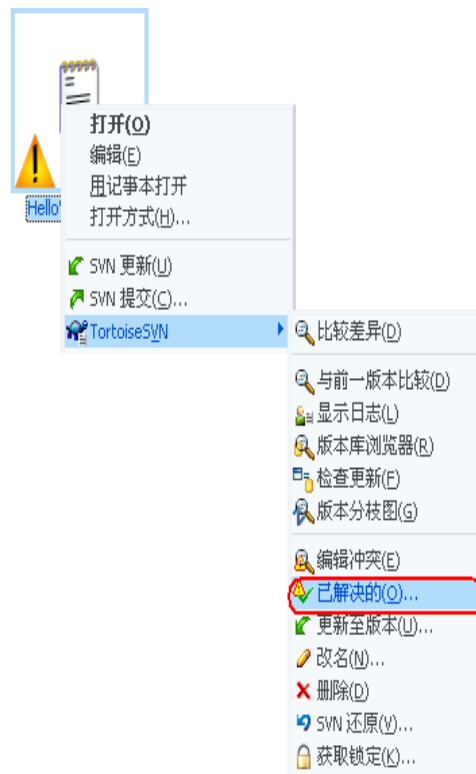 打开(O)
编辑(E)
用记事本打开
打开方式(H)...
Hello
SVN 更新(U)
SVN 提交(C)...
TortoiseSVN
比较差异(D)
与前一版本比较(D)
显示日志(L)
版本库浏览器(R)
检查更新(F)
版本分枝图(G)
编辑冲突(E)
已解决的(O)...
更新至版本(U)...
改名(N)...
删除(D)
SVN 还原(V)...
获取锁定(K)...